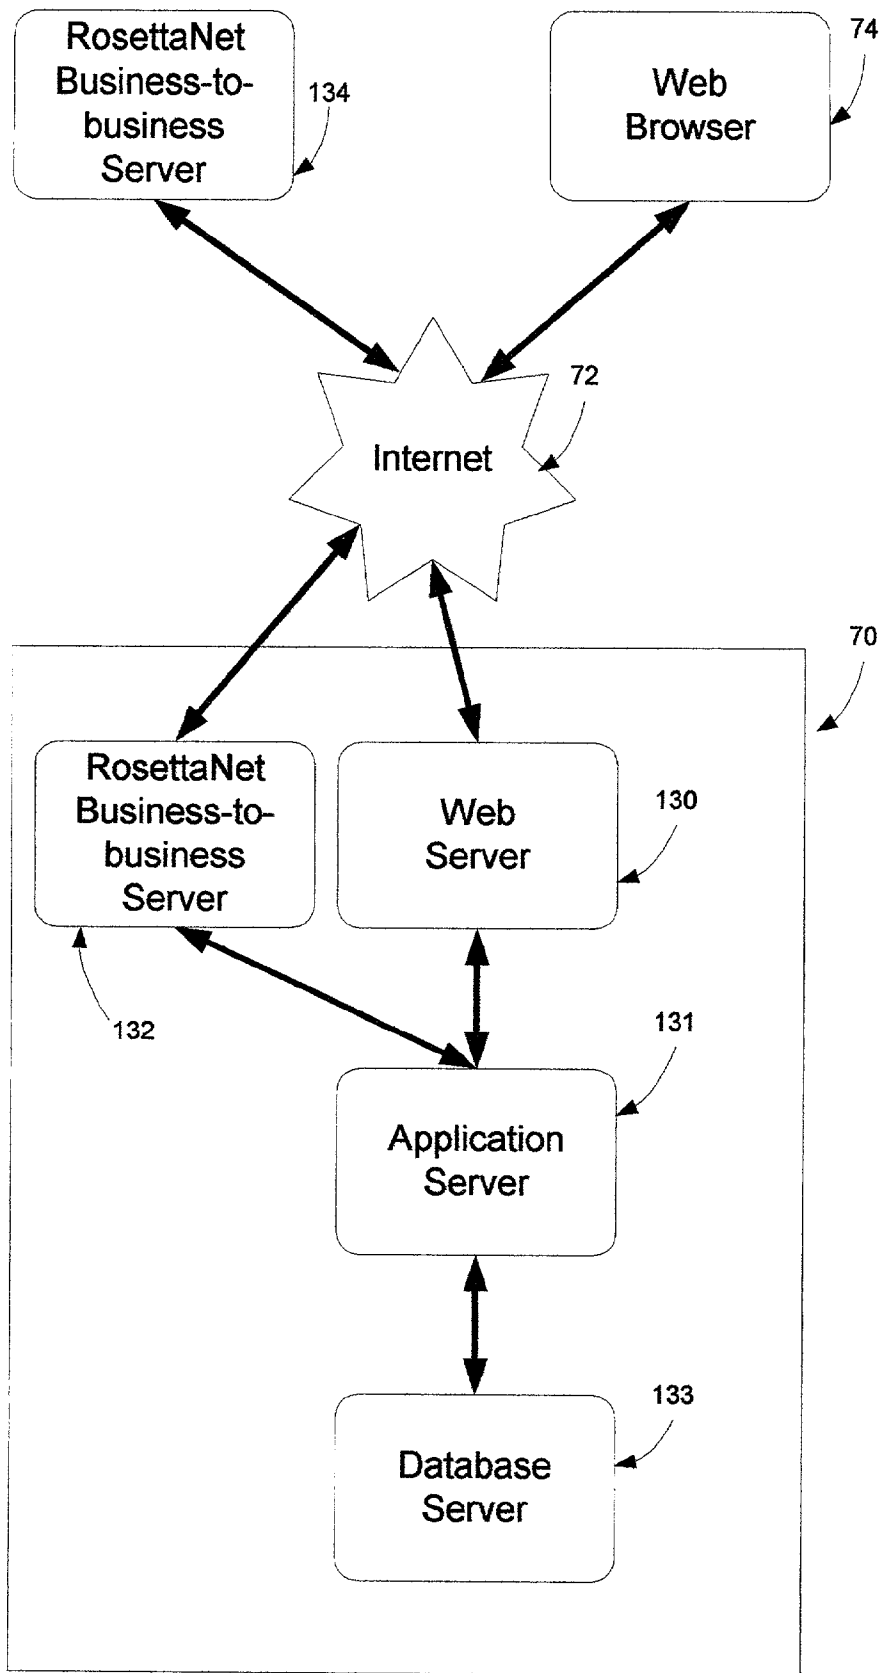 RosettaNet
Business-to-
business
Server
134
Web
Browser
74
Internet
72
70
RosettaNet
Business-to-
business
Server
132
Web
Server
130
131
Application
Server
133
Database
Server